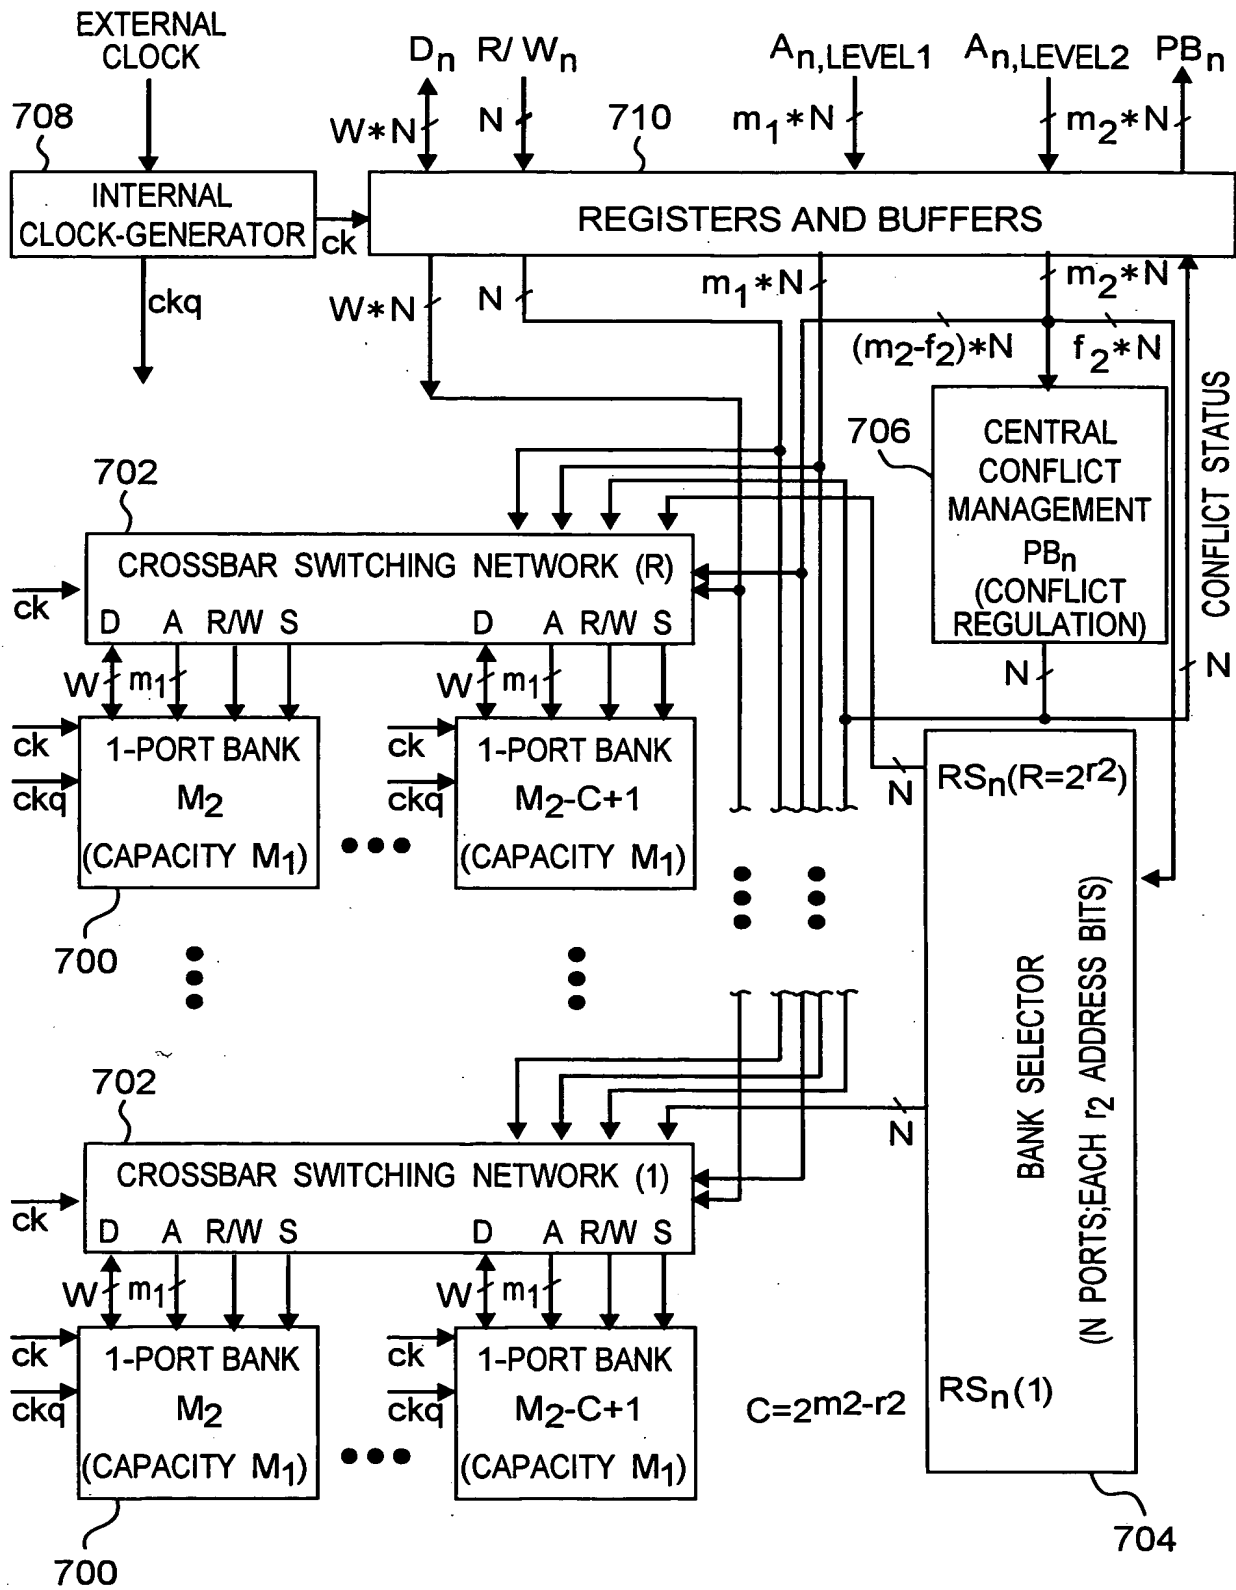 EXTERNAL
CLOCK
Dn R/Wn An,LEVEL1 An,LEVEL2 PBn
708
W*N N 710 m1*N m2*N
INTERNAL
CLOCK-GENERATOR
ck
REGISTERS AND BUFFERS
ckq
W*N N m1*N m2*N
(m2-f2)*N f2*N
CONFLICT STATUS
706
CENTRAL
CONFLICT
MANAGEMENT
PBn
(CONFLICT
REGULATION)
N N
702
CROSSBAR SWITCHING NETWORK (R)
ck
D A R/W S D A R/W S
W m1 W m1
ck
ckq
1-PORT BANK
M2
(CAPACITY M1)
ck
ckq
1-PORT BANK
M2-C+1
(CAPACITY M1)
700
N
RSn(R=2r2)
BANK SELECTOR
(N PORTS;EACH r2 ADDRESS BITS)
702
N
CROSSBAR SWITCHING NETWORK (1)
ck
D A R/W S D A R/W S
W m1 W m1
ck
ckq
1-PORT BANK
M2
(CAPACITY M1)
ck
ckq
1-PORT BANK
M2-C+1
(CAPACITY M1)
C=2m2-r2
RSn(1)
700
704